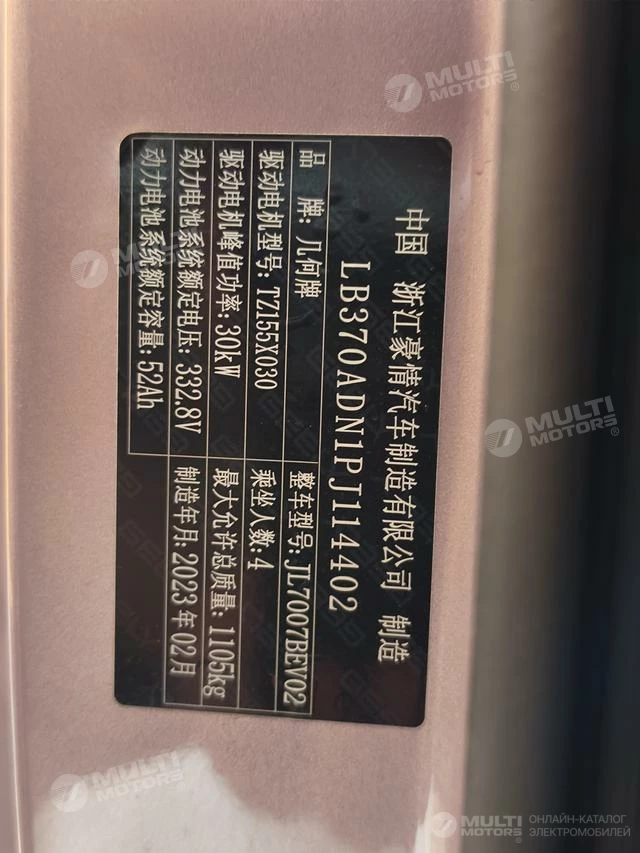 中国 浙江豪情汽车制造有限公司 制造
LB370ADN1PJ114402
品 牌: 几何牌 整车型号: JL7007BEV02
驱动电机型号: TZ155X030 乘坐人数: 4
驱动电机峰值功率: 30kW 最大允许总质量: 1105kg
动力电池系统额定电压: 332.8V 制造年月: 2023年02月
动力电池系统额定容量: 52Ah
MULTI
MOTORS
MULTI
MOTORS
MULTI
MOTORS
MULTI
MOTORS
MULTI
MOTORS
ОНЛАЙН-КАТАЛОГ
ЭЛЕКТРОМОБИЛЕЙ